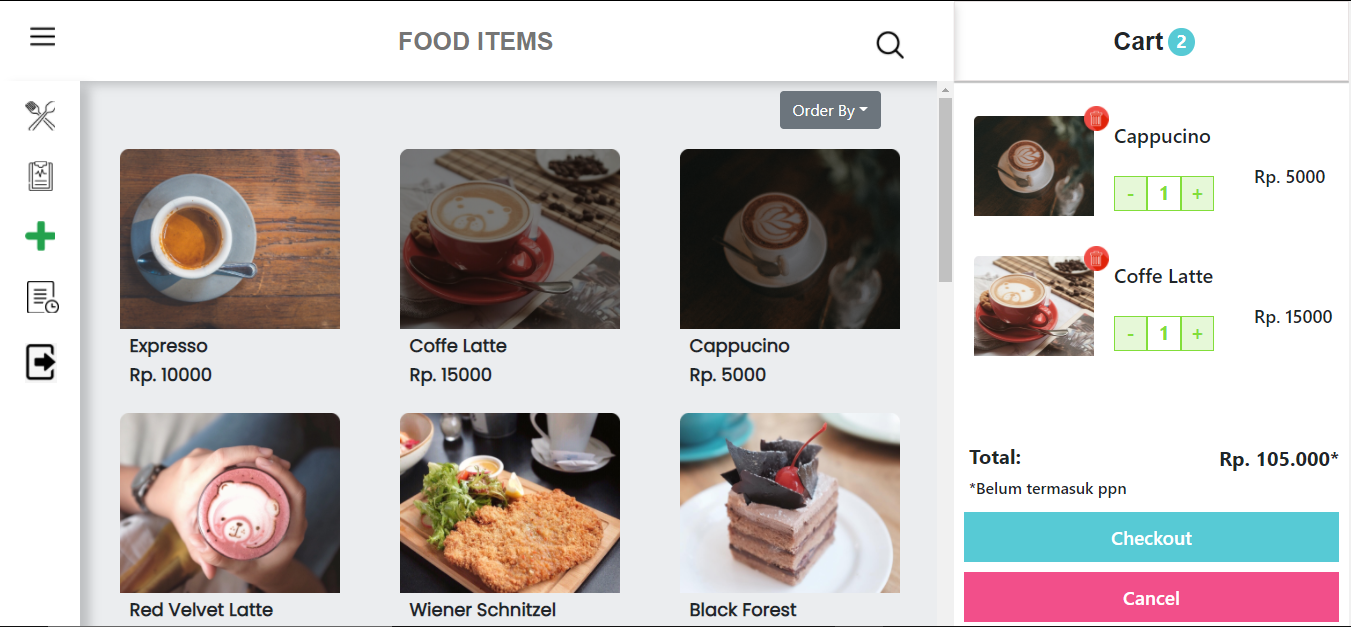 FOOD ITEMS
Cart 2
Order By
Expresso
Rp. 10000
Coffe Latte
Rp. 15000
Cappucino
Rp. 5000
Red Velvet Latte
Wiener Schnitzel
Black Forest
Cappucino
- 1 +
Rp. 5000
Coffe Latte
- 1 +
Rp. 15000
Total:
Rp. 105.000*
*Belum termasuk ppn
Checkout
Cancel